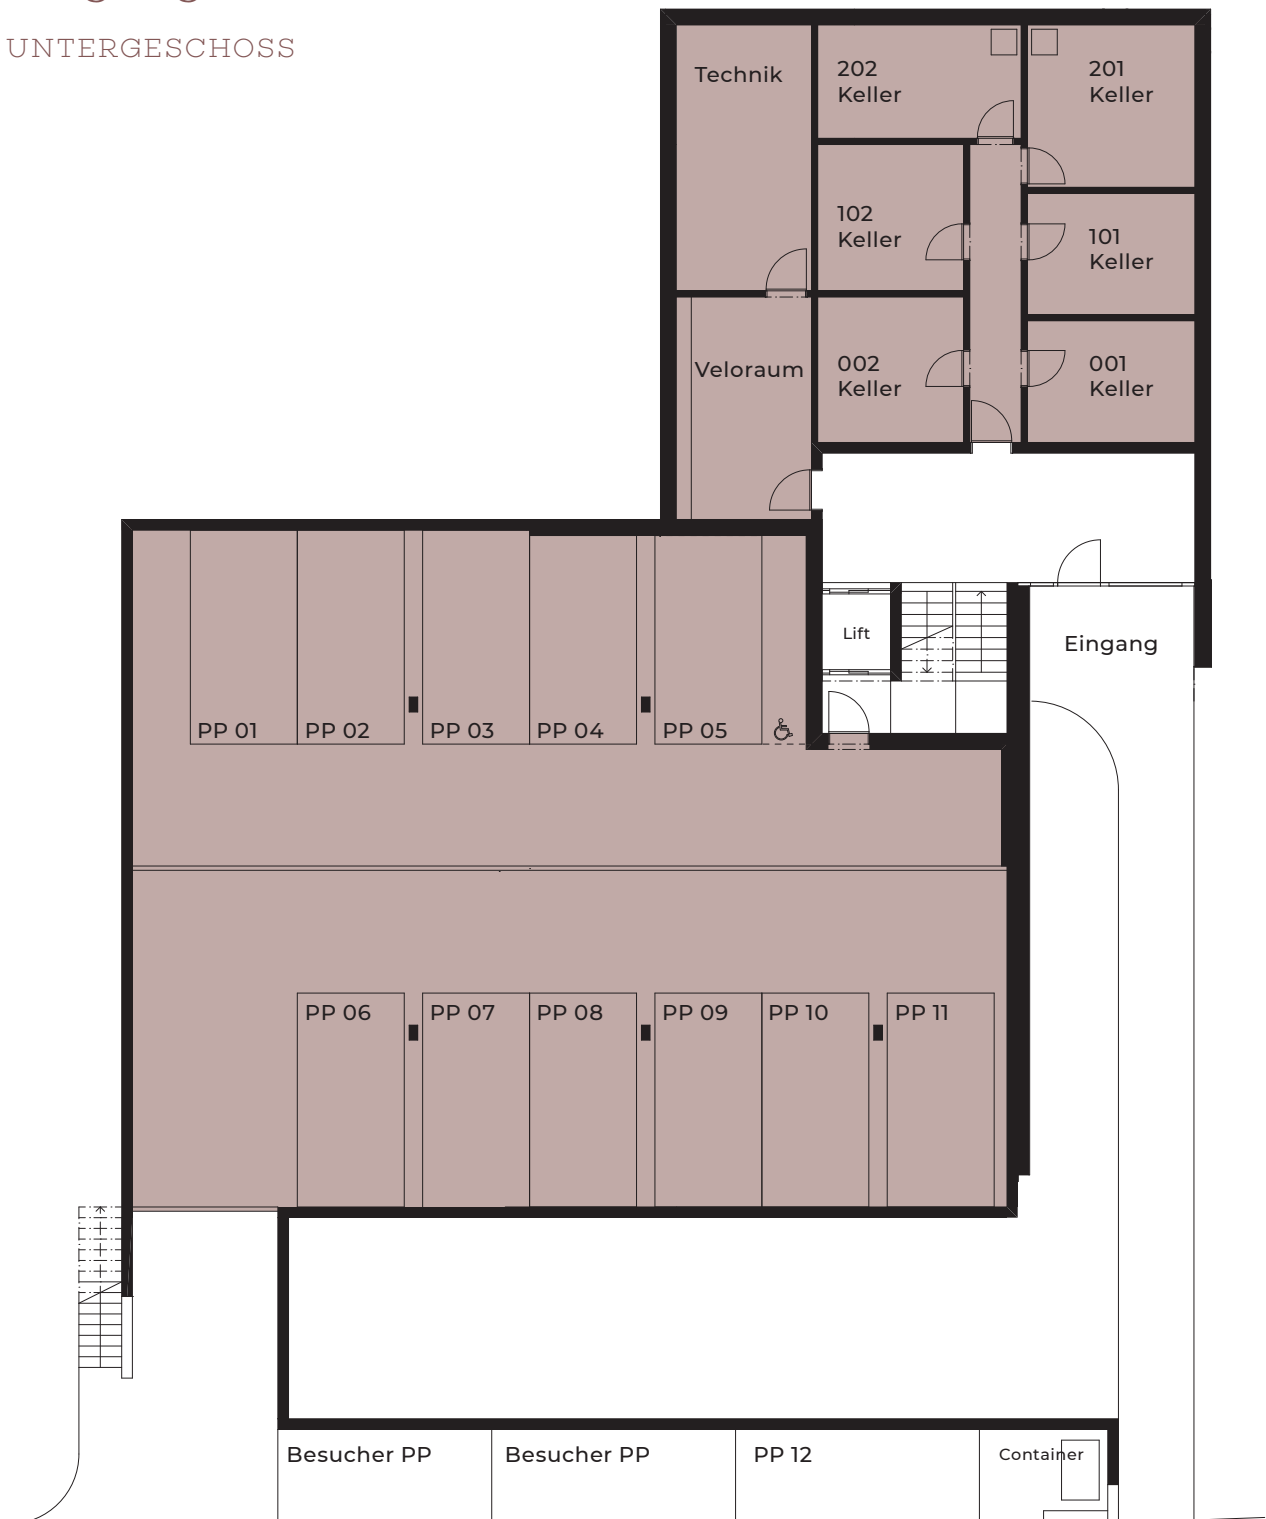 UNTERGESCHOSS
Technik
202
Keller
201
Keller
102
Keller
101
Keller
Veloraum
002
Keller
001
Keller
Lift
Eingang
PP 01
PP 02
PP 03
PP 04
PP 05
PP 06
PP 07
PP 08
PP 09
PP 10
PP 11
Besucher PP
Besucher PP
PP 12
Container